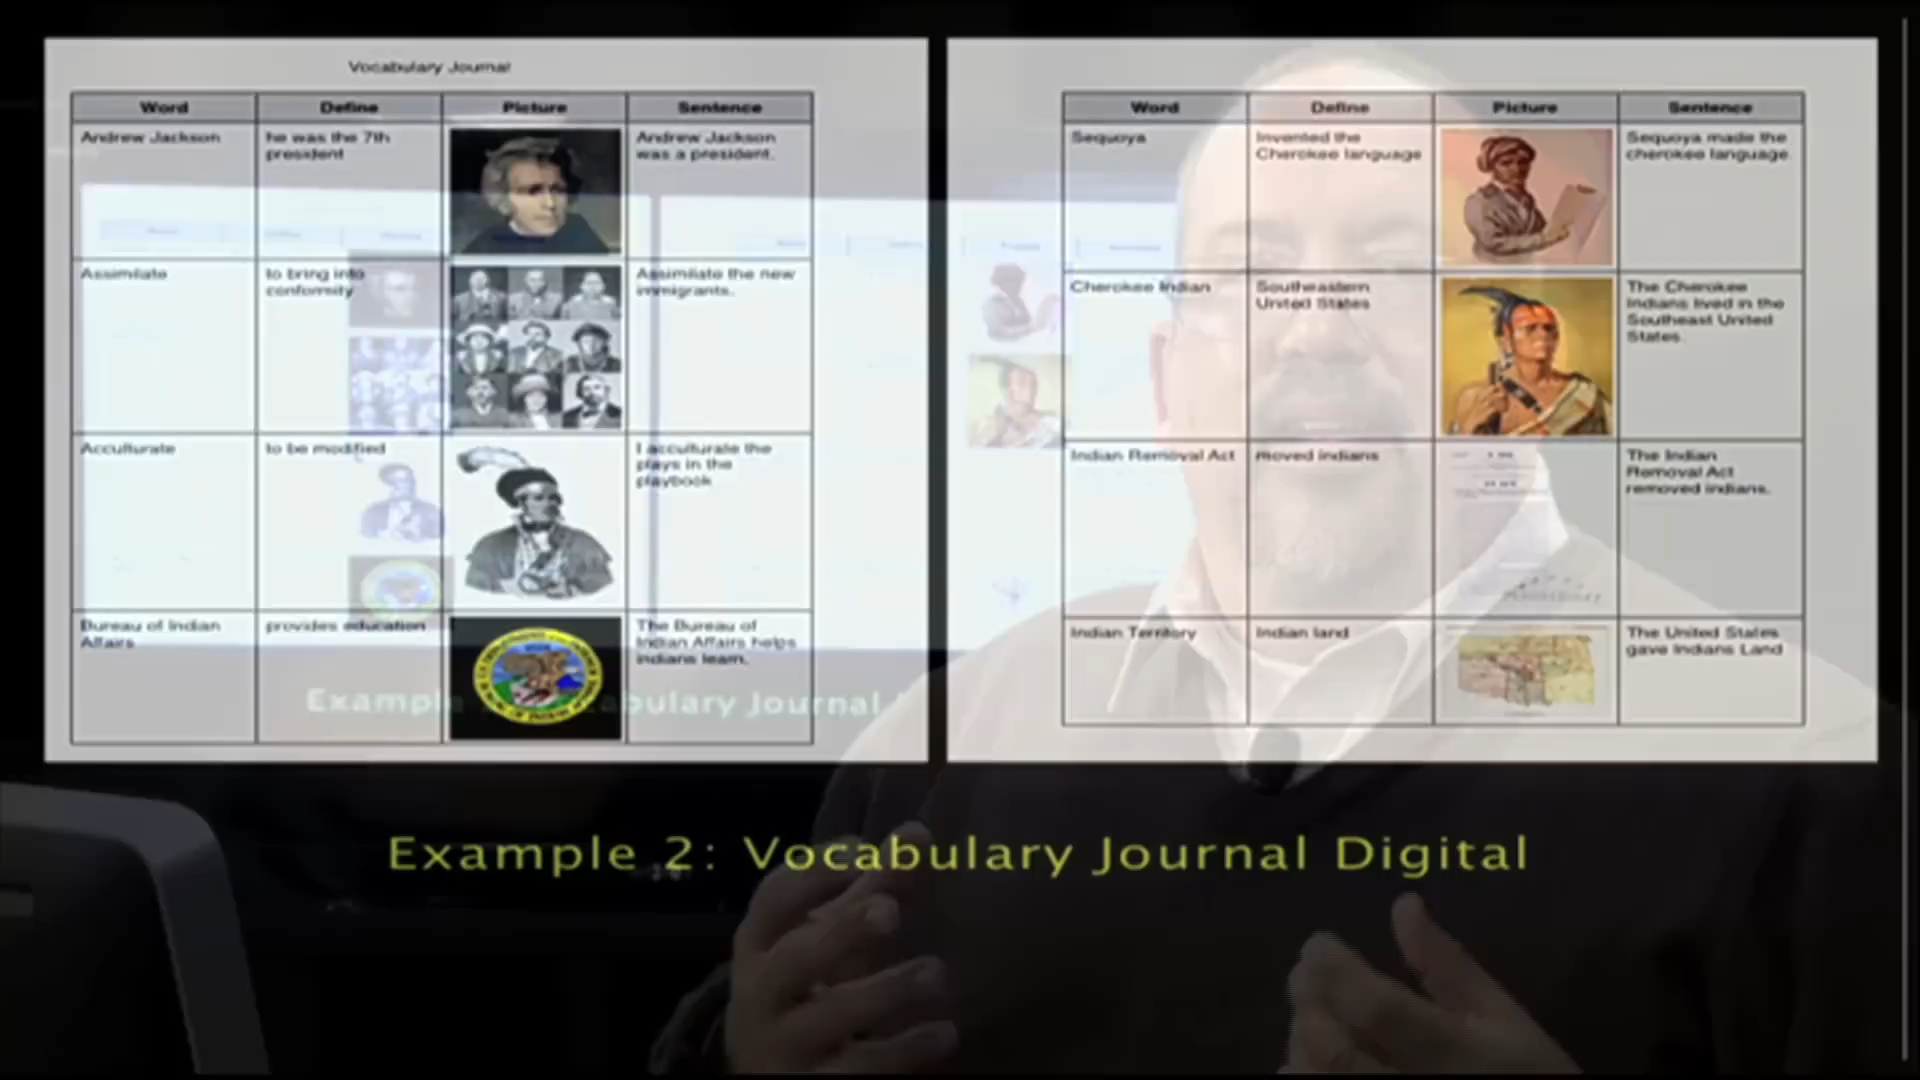 Vocabulary Journal
Word Define Picture Sentence
Andrew Jackson
he was the 7th
president
Andrew Jackson
was a president.
Assimilate
to bring into
conformity
Assimilate the new
immigrants.
Acculturate
to be modified
I acculturate the
plays in the
playbook
Bureau of Indian
Affairs
provides education
The Bureau of
Indian Affairs helps
indians learn.
Word Define Picture Sentence
Sequoya
Invented the
Cherokee language
Sequoya made the
cherokee language
Cherokee Indian
Southeastern
United States
The Cherokee
Indians lived in the
Southeast United
States.
Indian Removal Act
moved indians
The Indian
Removal Act
removed indians.
Indian Territory
Indian land
The United States
gave Indians Land
Example
Vocabulary Journal
Example 2: Vocabulary Journal Digital